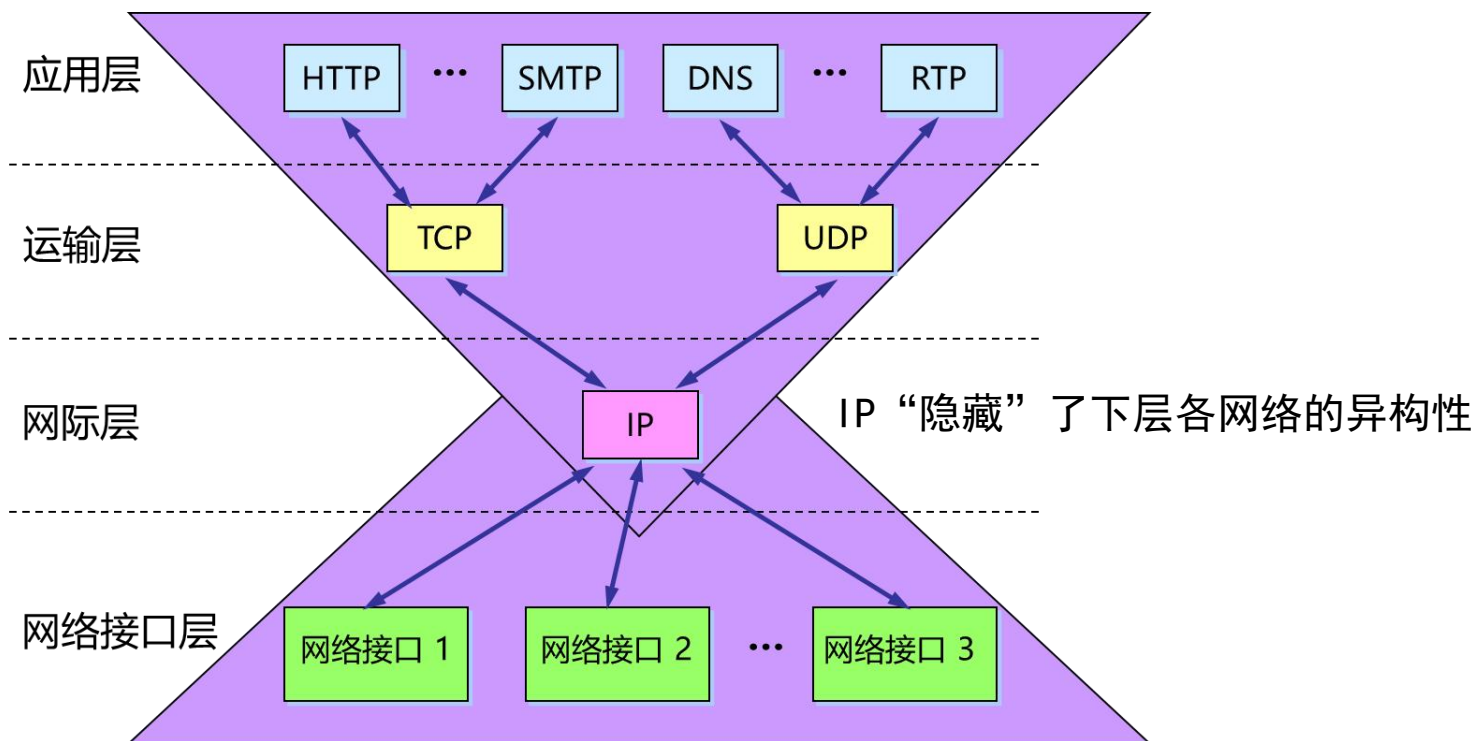 应用层
HTTP ··· SMTP DNS ··· RTP
运输层
TCP UDP
网际层
IP
IP“隐藏”了下层各网络的异构性
网络接口层
网络接口 1 网络接口 2 ··· 网络接口 3